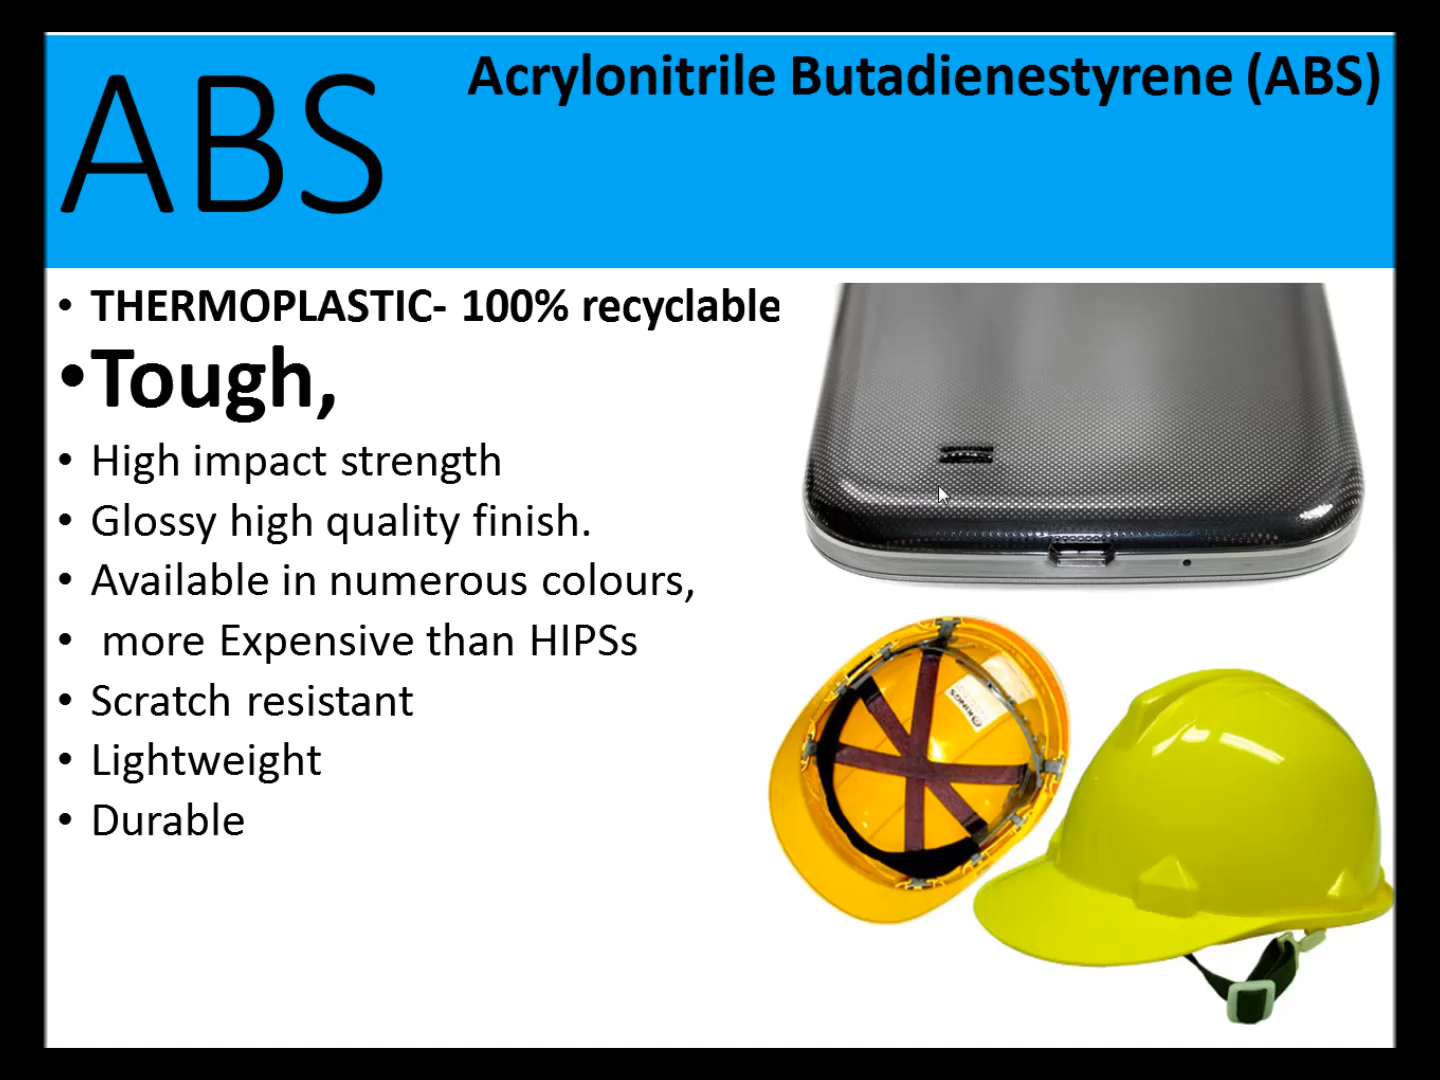 ABS
Acrylonitrile Butadienestyrene (ABS)
• THERMOPLASTIC- 100% recyclable
• Tough,
• High impact strength
• Glossy high quality finish.
• Available in numerous colours,
• more Expensive than HIPSs
• Scratch resistant
• Lightweight
• Durable
KINGS